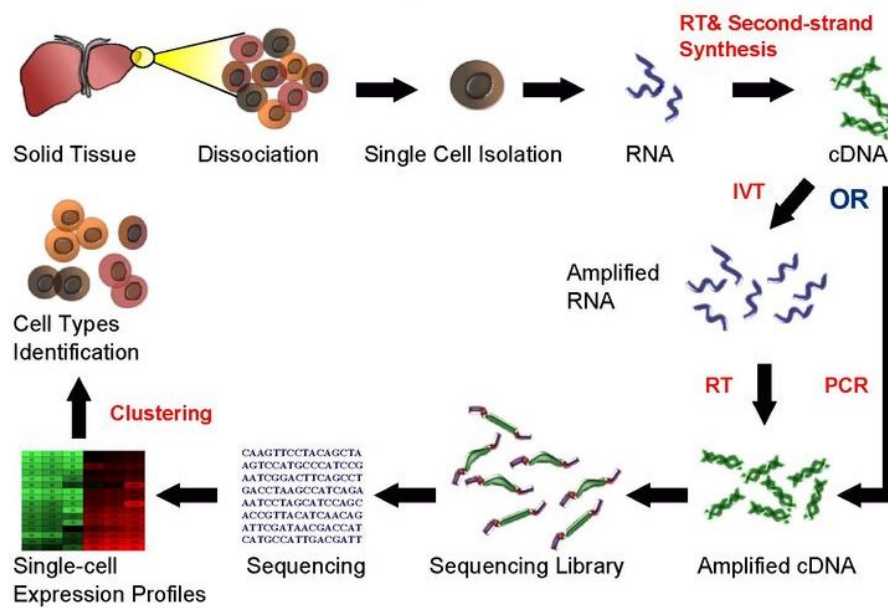 RT& Second-strand
Synthesis
Solid Tissue
Dissociation
Single Cell Isolation
RNA
cDNA
IVT
OR
Amplified
RNA
RT
PCR
Cell Types
Identification
Clustering
CAAGTTCCTACAGCTA
AGTCCATGCCCATCCG
AATCGGACTTCAGCCT
GACCTAAGCCATCAGA
AATCCTAGCATCCAGC
ACCGTTACATCAACAG
ATTCGATAACGACCAT
CATGCCATTGACGATT
Single-cell
Expression Profiles
Sequencing
Sequencing Library
Amplified cDNA